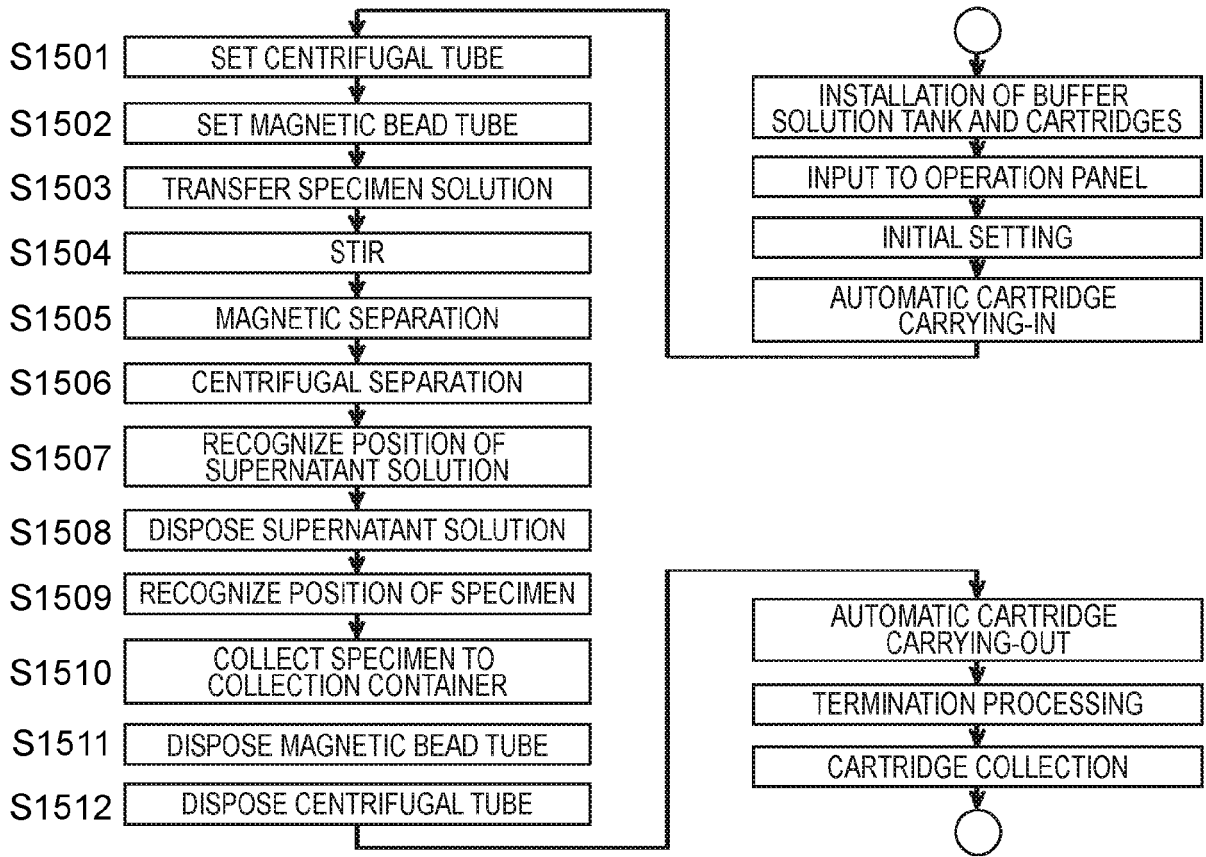 S1501 SET CENTRIFUGAL TUBE
S1502 SET MAGNETIC BEAD TUBE
S1503 TRANSFER SPECIMEN SOLUTION
S1504 STIR
S1505 MAGNETIC SEPARATION
S1506 CENTRIFUGAL SEPARATION
S1507 RECOGNIZE POSITION OF
SUPERNATANT SOLUTION
S1508 DISPOSE SUPERNATANT SOLUTION
S1509 RECOGNIZE POSITION OF SPECIMEN
S1510 COLLECT SPECIMEN TO
COLLECTION CONTAINER
S1511 DISPOSE MAGNETIC BEAD TUBE
S1512 DISPOSE CENTRIFUGAL TUBE
INSTALLATION OF BUFFER
SOLUTION TANK AND CARTRIDGES
INPUT TO OPERATION PANEL
INITIAL SETTING
AUTOMATIC CARTRIDGE
CARRYING-IN
AUTOMATIC CARTRIDGE
CARRYING-OUT
TERMINATION PROCESSING
CARTRIDGE COLLECTION